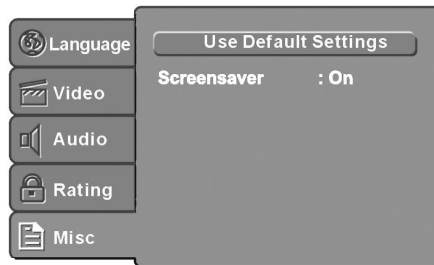 Language
Video
Audio
Rating
Misc
Use Default Settings
Screensaver : On